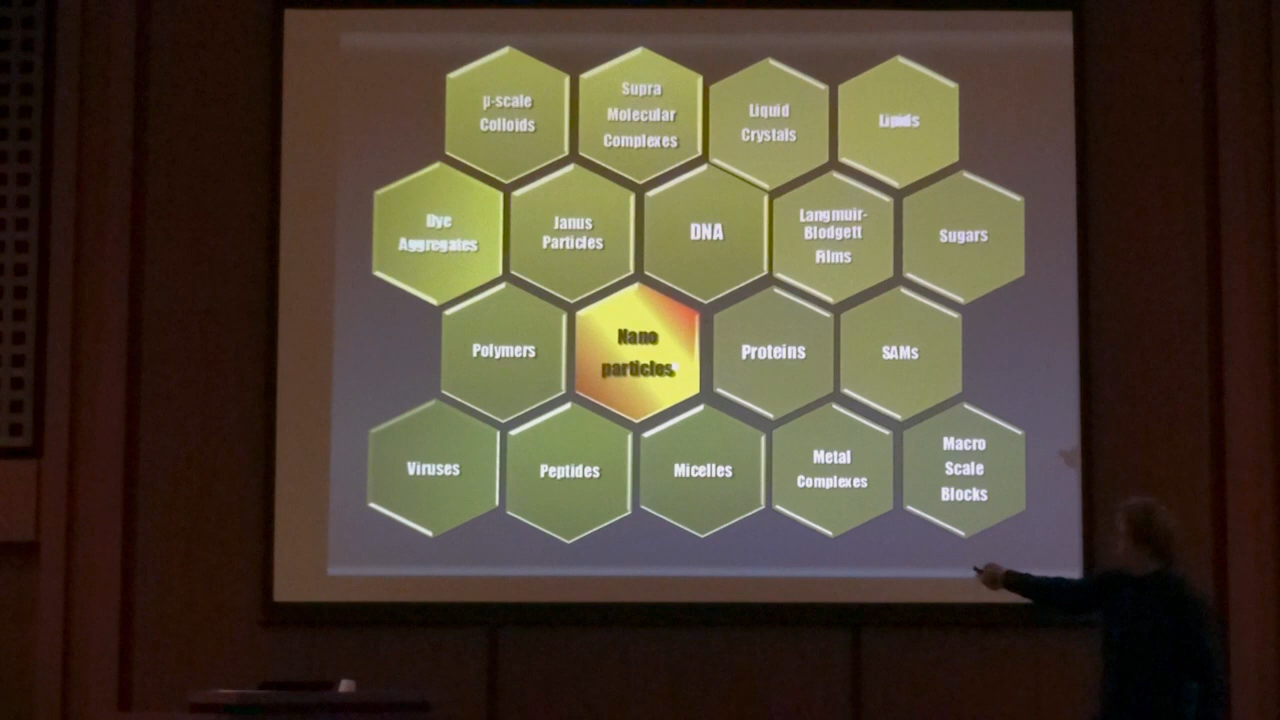 μ-scale
Colloids
Supra
Molecular
Complexes
Liquid
Crystals
Lipids
Dye
Aggregates
Janus
Particles
DNA
Langmuir-
Blodgett
Films
Sugars
Polymers
Nano
particles
Proteins
SAMs
Viruses
Peptides
Micelles
Metal
Complexes
Macro
Scale
Blocks